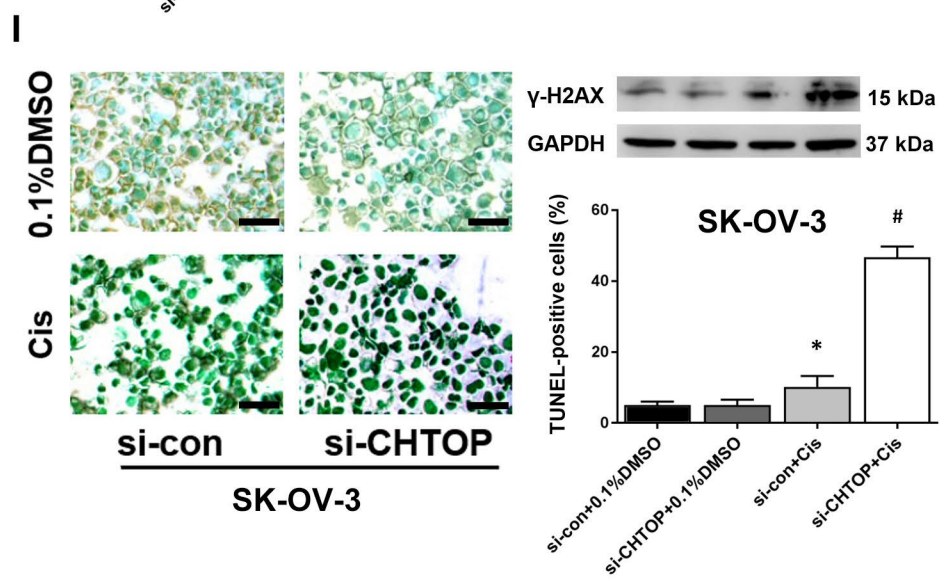 si-
I
0.1%DMSO
Cis
si-con
si-CHTOP
SK-OV-3
γ-H2AX
15 kDa
GAPDH
37 kDa
TUNEL-positive cells (%)
60
40
20
0
SK-OV-3
*
#
si-con+0.1%DMSO
si-CHTOP+0.1%DMSO
si-con+Cis
si-CHTOP+Cis